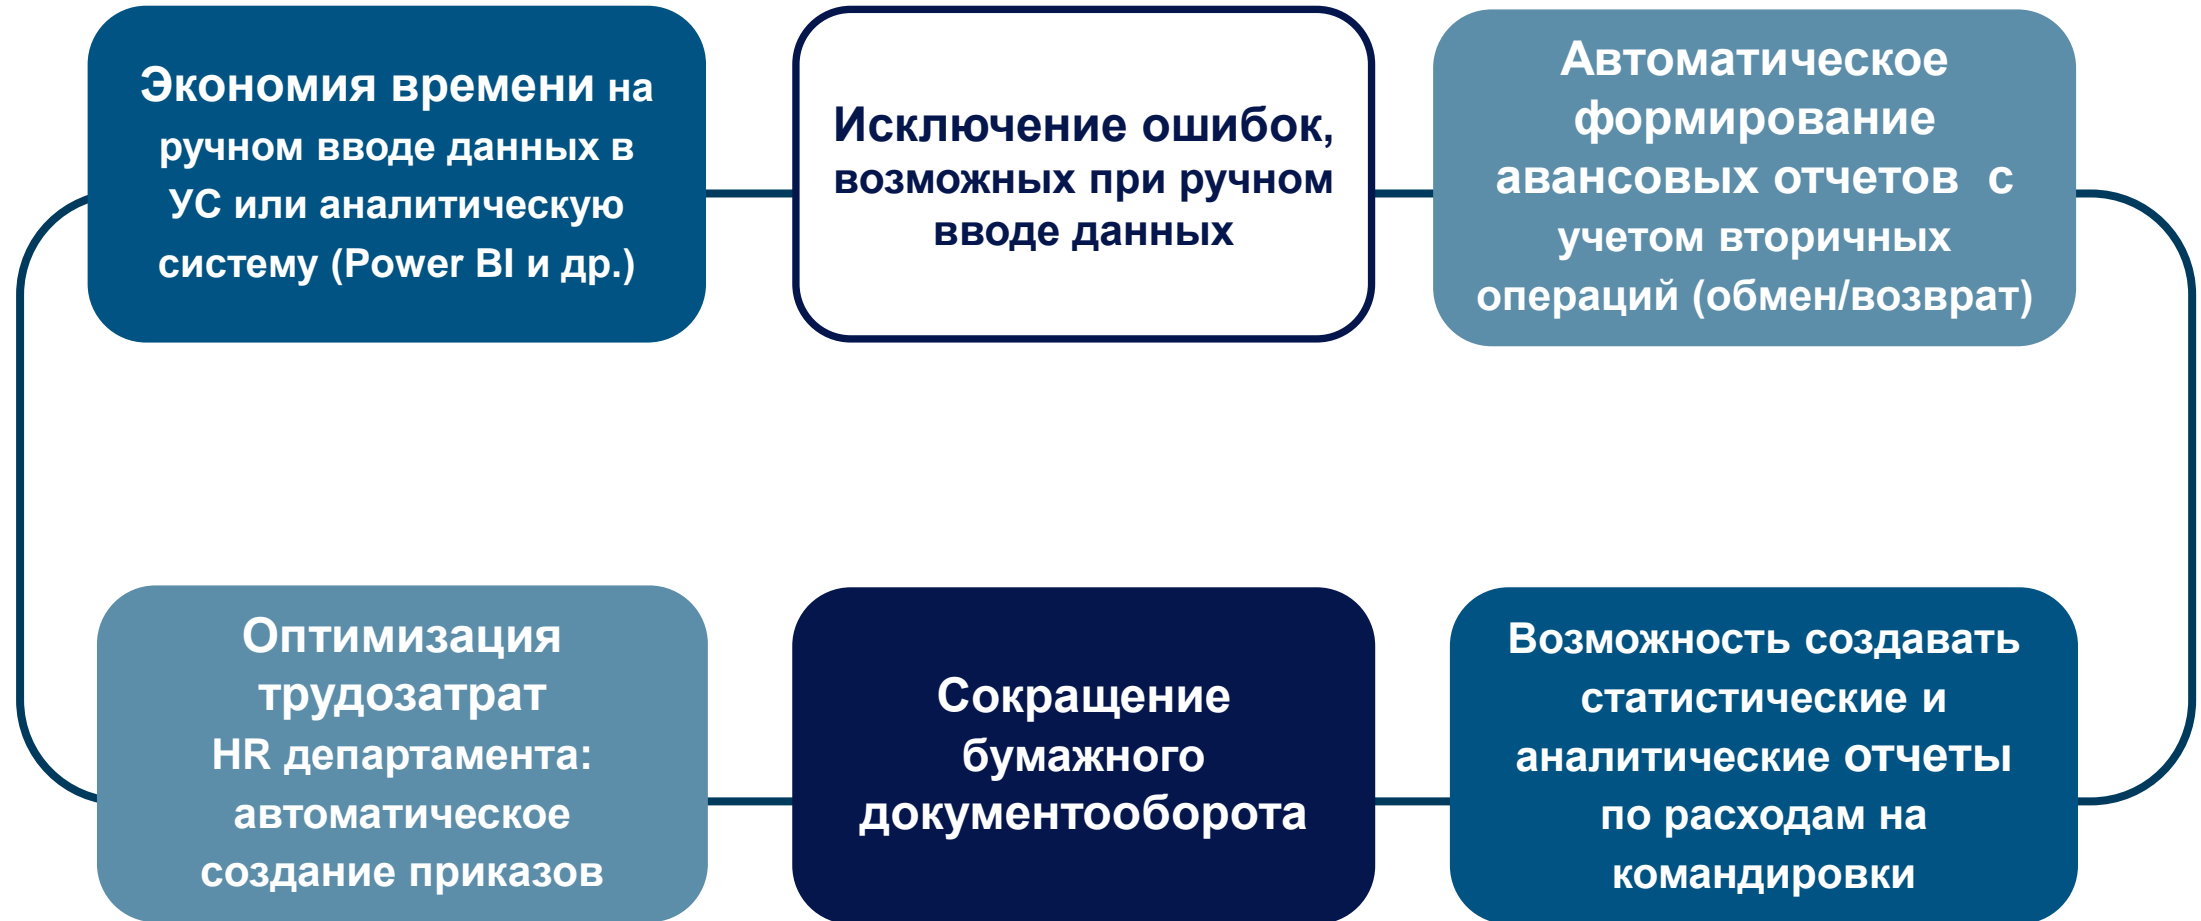 Экономия времени на
ручном вводе данных в
УС или аналитическую
систему (Power BI и др.)
Исключение ошибок,
возможных при ручном
вводе данных
Автоматическое
формирование
авансовых отчетов с
учетом вторичных
операций (обмен/возврат)
Оптимизация
трудозатрат
HR департамента:
автоматическое
создание приказов
Сокращение
бумажного
документооборота
Возможность создавать
статистические и
аналитические отчеты
по расходам на
командировки